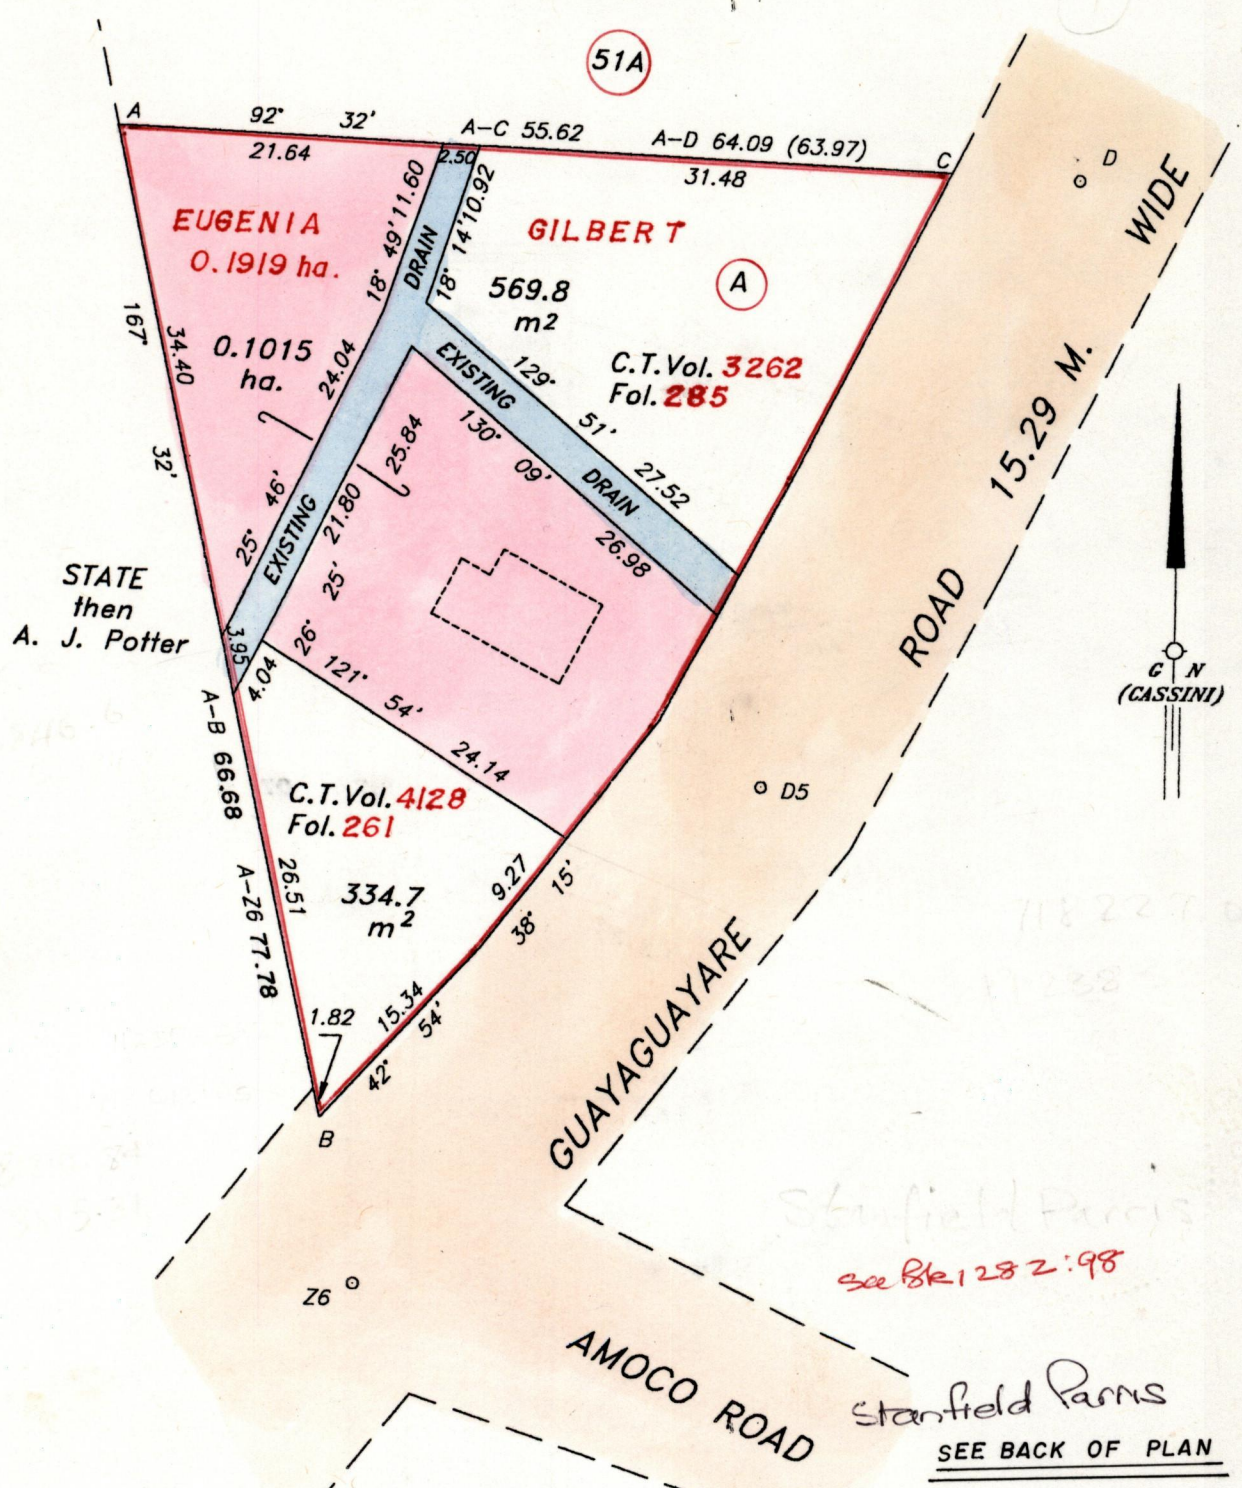 51A
A
92° 32'
A-C 55.62
A-D 64.09 (63.97)
C
D
21.64
2.50
31.48
WIDE
EUGENIA
0.1919 ha.
18° 49' 11.60
DRAIN
18° 14' 10.92
GILBERT
A
569.8
m2
C.T.Vol. 3262
Fol. 285
167° 32'
34.40
0.1015
ha.
24.04
25° 46'
EXISTING
DRAIN
129° 51'
27.52
130° 09'
26.98
25.84
21.80
26° 25'
EXISTING
15.29 M.
ROAD
STATE
then
A. J. Potter
3.95
4.04
121° 54'
24.14
G N
(CASSINI)
A-B 66.68
C.T.Vol. 4128
Fol. 261
D5
A-Z6 77.78
26.51
334.7
m2
9.27
38° 15'
15.34
42° 54'
1.82
B
GUAYAGUAYARE
Z6
see Bk 1282:98
AMOCO ROAD
Stanfield Parris
SEE BACK OF PLAN